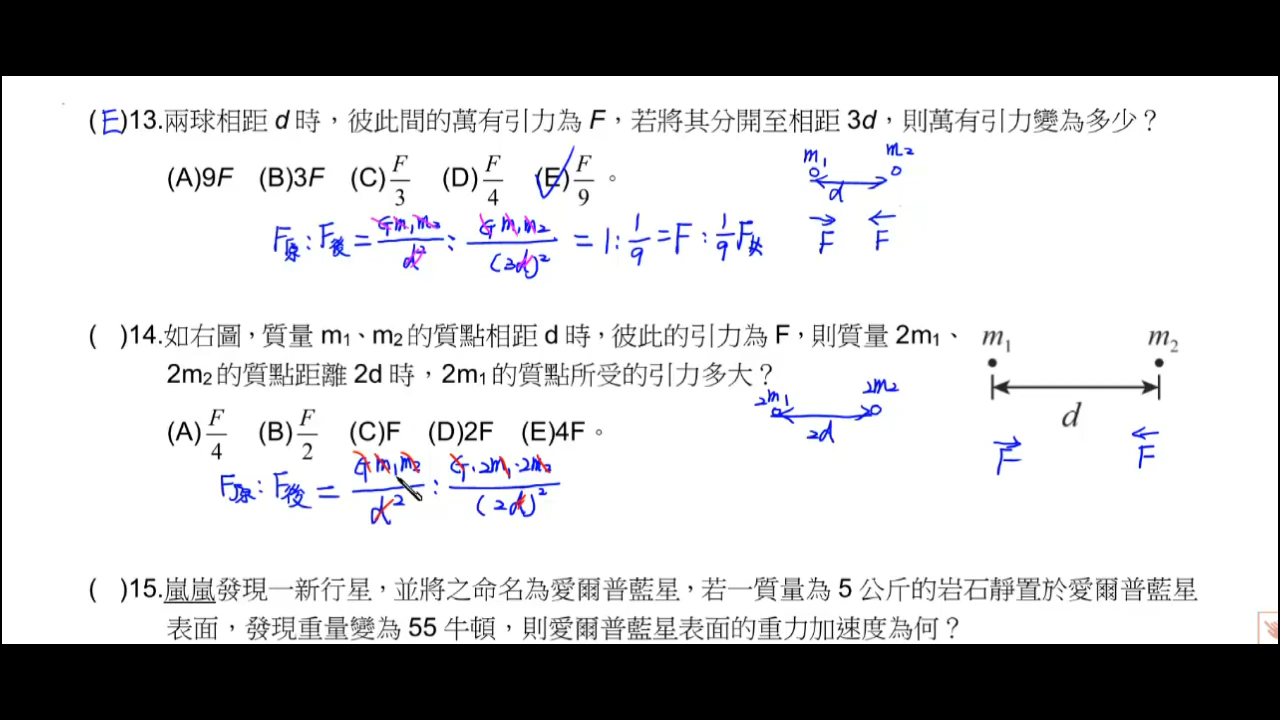 (E)13.兩球相距 d 時，彼此間的萬有引力為 F，若將其分開至相距 3d，則萬有引力變為多少？
(A)9F (B)3F (C)F/3 (D)F/4 (E)F/9。
m₁ m₂
d
F F
F原：F後 = Gm₁m₂/d² : Gm₁m₂/(3d)² = 1 : 1/9 = F : 1/9 F
( )14.如右圖，質量 m₁、m₂ 的質點相距 d 時，彼此的引力為 F，則質量 2m₁、
2m₂ 的質點距離 2d 時，2m₁ 的質點所受的引力多大？
m₁ m₂
d
F F
2m₁ 2m₂
2d
(A)F/4 (B)F/2 (C)F (D)2F (E)4F。
F原：F後 = Gm₁m₂/d² : G·2m₁·2m₂/(2d)²
( )15.嵐嵐發現一新行星，並將之命名為愛爾普藍星，若一質量為 5 公斤的岩石靜置於愛爾普藍星
表面，發現重量變為 55 牛頓，則愛爾普藍星表面的重力加速度為何？